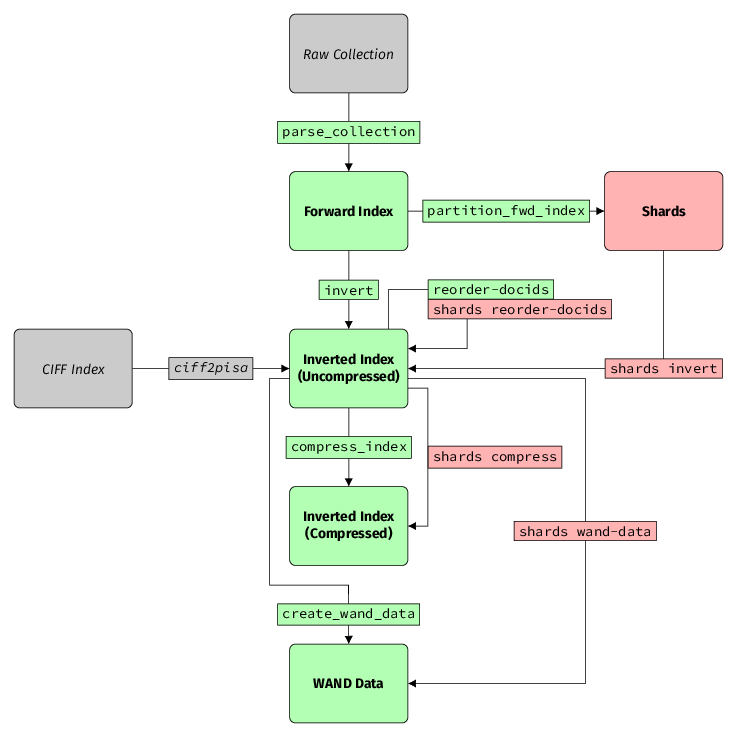 Raw Collection
parse_collection
Forward Index
partition_fwd_index
Shards
invert
reorder-docids
shards reorder-docids
CIFF Index
ciff2pisa
Inverted Index
(Uncompressed)
shards invert
compress_index
shards compress
Inverted Index
(Compressed)
shards wand-data
create_wand_data
WAND Data